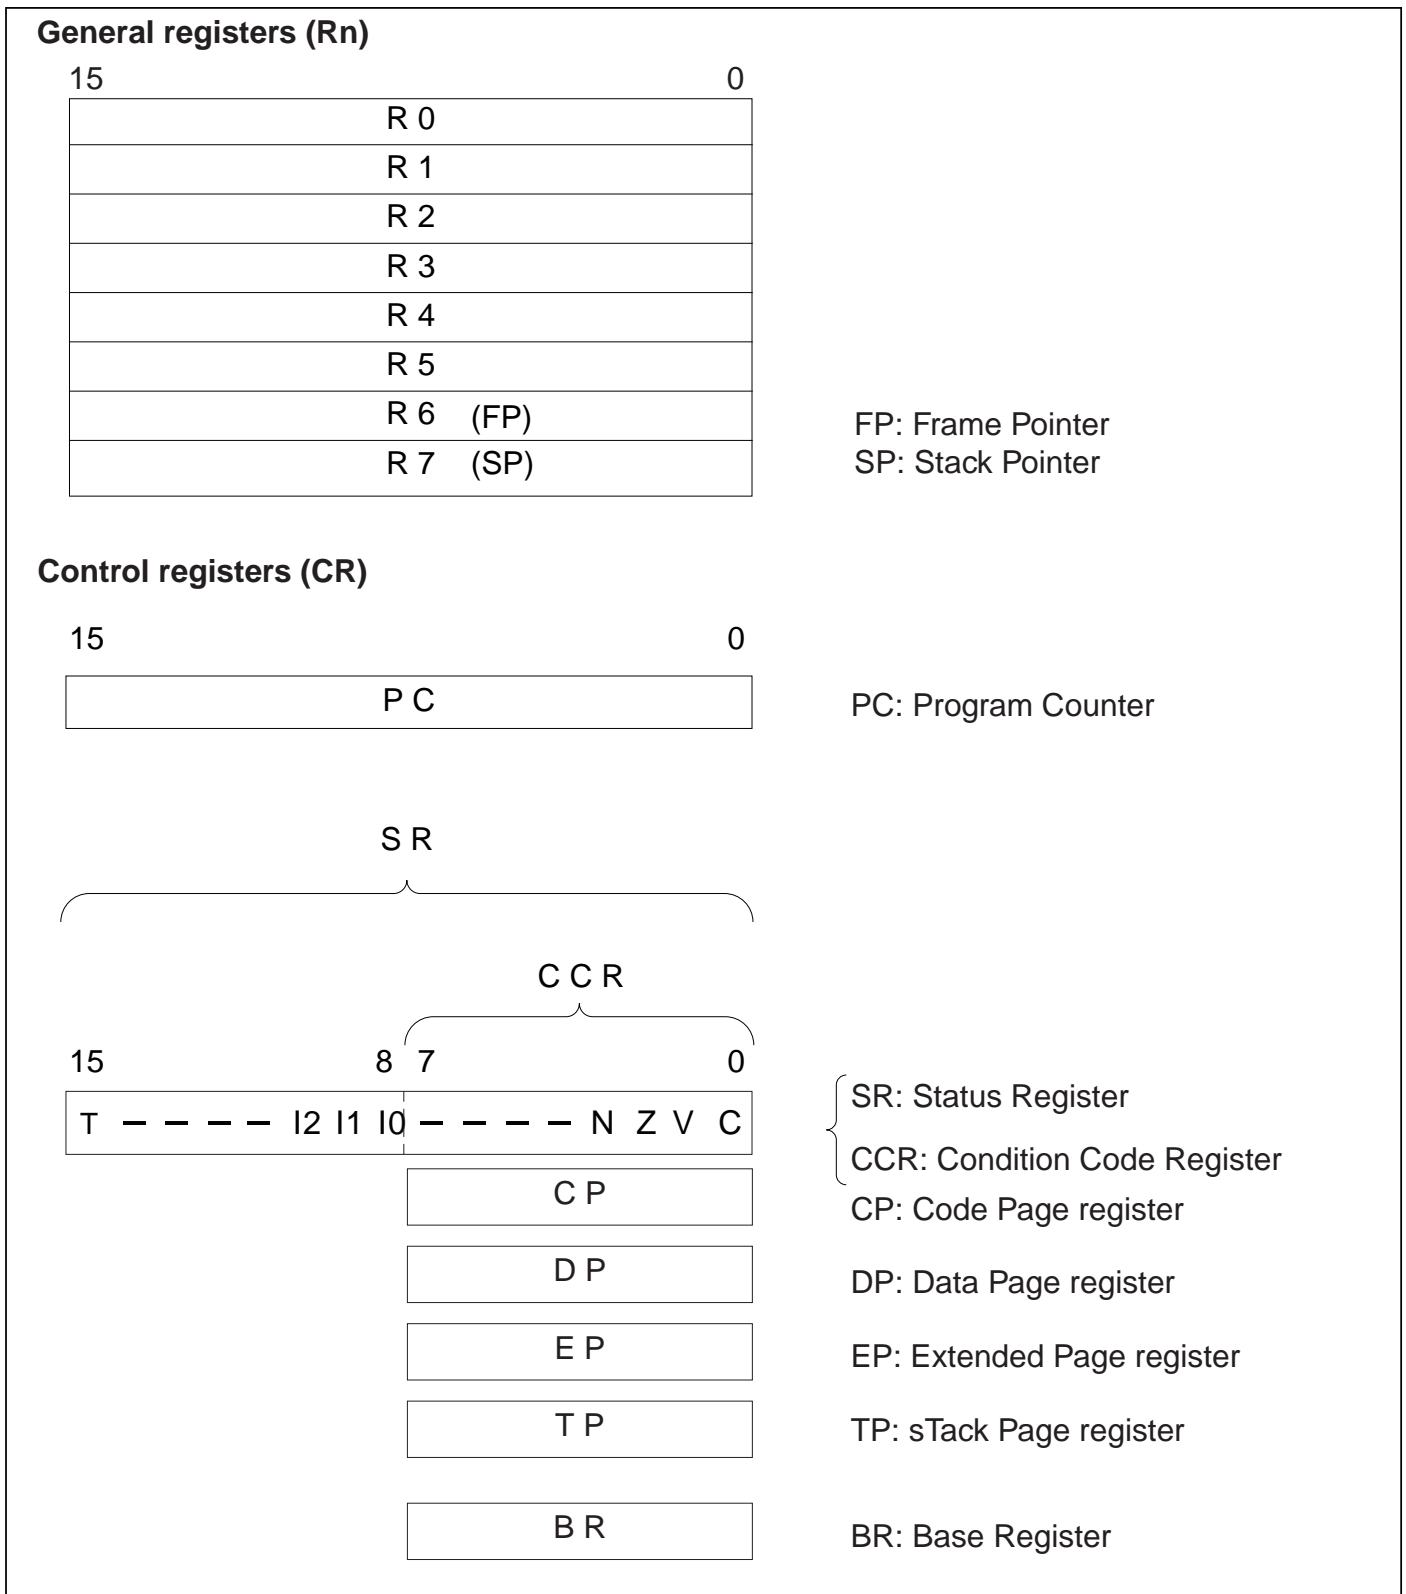 General registers (Rn)
15 0
R 0
R 1
R 2
R 3
R 4
R 5
R 6 (FP) FP: Frame Pointer
R 7 (SP) SP: Stack Pointer
Control registers (CR)
15 0
P C PC: Program Counter
S R
C C R
15 8 7 0
SR: Status Register
T – – – – I2 I1 I0 – – – – N Z V C
CCR: Condition Code Register
C P CP: Code Page register
D P DP: Data Page register
E P EP: Extended Page register
T P TP: sTack Page register
B R BR: Base Register